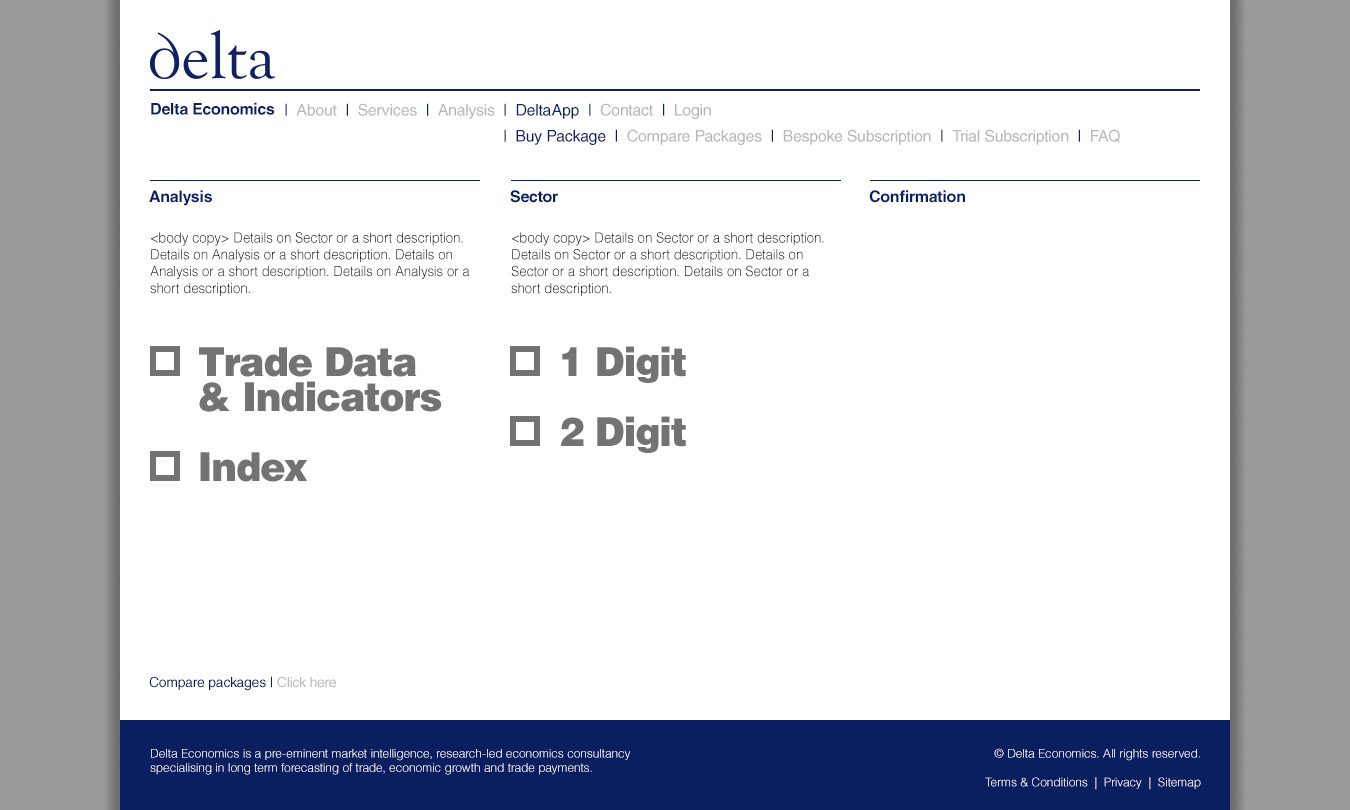 delta
Delta Economics | About | Services | Analysis | DeltaApp | Contact | Login
| Buy Package | Compare Packages | Bespoke Subscription | Trial Subscription | FAQ
Analysis
<body copy> Details on Sector or a short description.
Details on Analysis or a short description. Details on
Analysis or a short description. Details on Analysis or a
short description.
Trade Data
& Indicators
Index
Sector
<body copy> Details on Sector or a short description.
Details on Sector or a short description. Details on
Sector or a short description. Details on Sector or a
short description.
1 Digit
2 Digit
Confirmation
Compare packages | Click here
Delta Economics is a pre-eminent market intelligence, research-led economics consultancy
specialising in long term forecasting of trade, economic growth and trade payments.
© Delta Economics. All rights reserved.
Terms & Conditions | Privacy | Sitemap